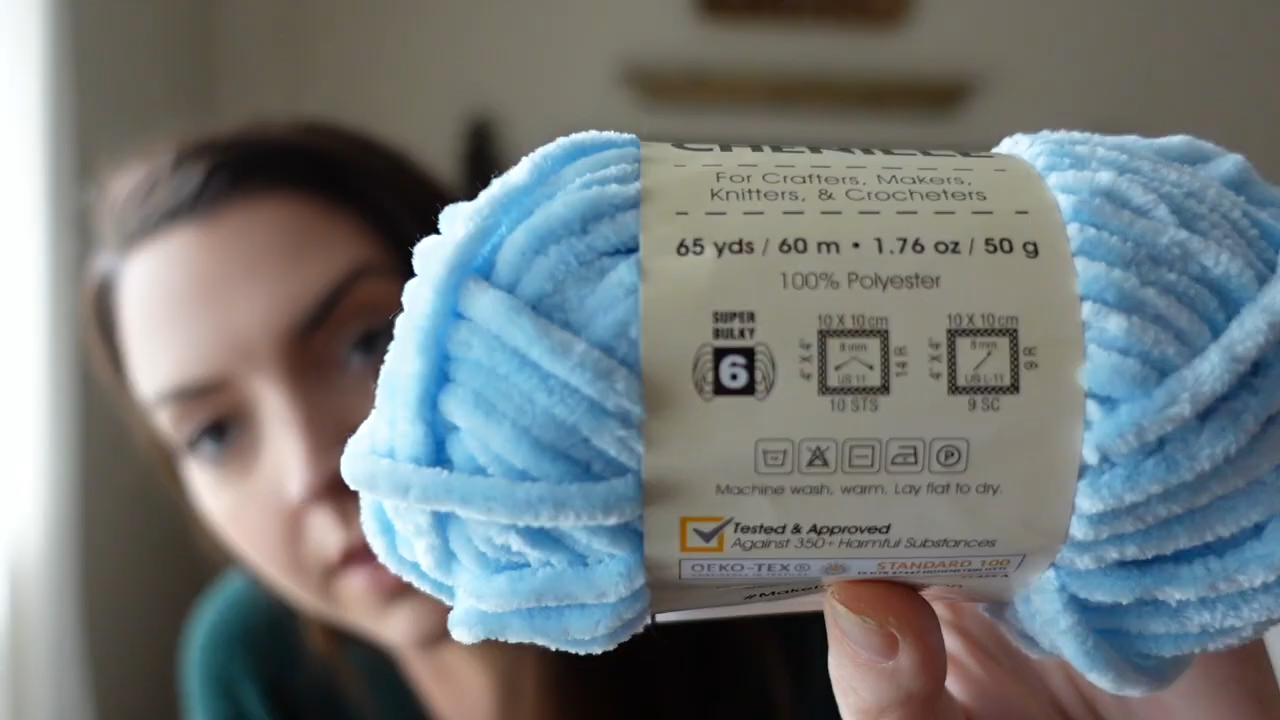 CHENILLE
For Crafters, Makers,
Knitters, & Crocheters
65 yds / 60 m • 1.76 oz / 50 g
100% Polyester
SUPER
BULKY
6
10 X 10 cm
4" X 4"
8 mm
US 11
14 R
10 STS
10 X 10 cm
4" X 4"
8 mm
US L-11
9 R
9 SC
P
Machine wash, warm. Lay flat to dry.
Tested & Approved
Against 350+ Harmful Substances
OEKO-TEX®
STANDARD 100